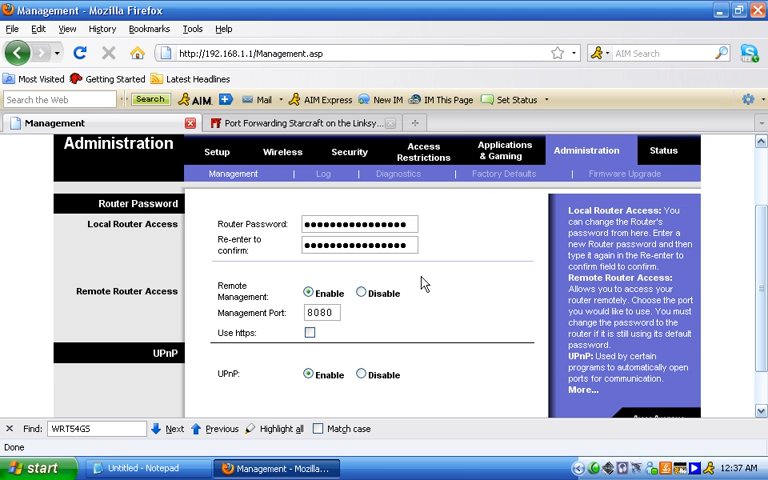 Management - Mozilla Firefox
File Edit View History Bookmarks Tools Help
http://192.168.1.1/Management.asp
AIM Search
Most Visited Getting Started Latest Headlines
Search the Web Search AIM. Mail AIM Express New IM IM This Page Set Status
Management Port Forwarding Starcraft on the Linksy...
Administration
Setup Wireless Security Access Restrictions Applications & Gaming Administration Status
Management | Log | Diagnostics | Factory Defaults | Firmware Upgrade
Router Password
Local Router Access
Router Password: ●●●●●●●●●●●●●●●●
Re-enter to
confirm: ●●●●●●●●●●●●●●●●
Remote Router Access
Remote
Management: Enable Disable
Management Port: 8080
Use https:
UPnP
UPnP: Enable Disable
Local Router Access: You
can change the Router's
password from here. Enter a
new Router password and then
type it again in the Re-enter to
confirm field to confirm.
Remote Router Access:
Allows you to access your
router remotely. Choose the port
you would like to use. You must
change the password to the
router if it is still using its default
password.
UPnP: Used by certain
programs to automatically open
ports for communication.
More...
Find: WRT54GS Next Previous Highlight all Match case
Done
start Untitled - Notepad Management - Mozilla... 12:37 AM